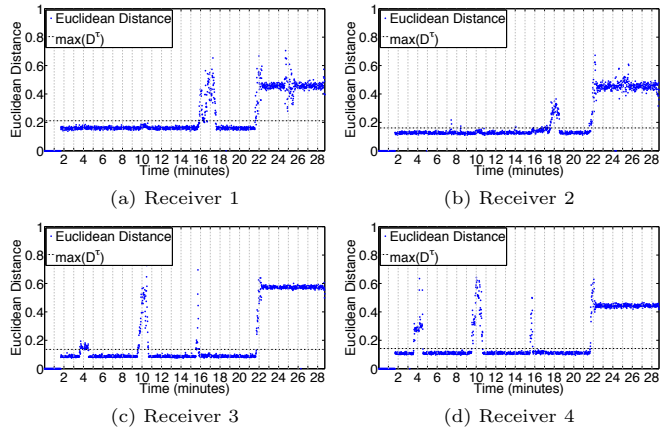 1
0.8
0.6
0.4
0.2
0
Euclidean Distance
Euclidean Distance
max(D^τ)
2 4 6 8 10 12 14 16 18 20 22 24 26 28
Time (minutes)
(a) Receiver 1
1
0.8
0.6
0.4
0.2
0
Euclidean Distance
Euclidean Distance
max(D^τ)
2 4 6 8 10 12 14 16 18 20 22 24 26 28
Time (minutes)
(b) Receiver 2
1
0.8
0.6
0.4
0.2
0
Euclidean Distance
Euclidean Distance
max(D^τ)
2 4 6 8 10 12 14 16 18 20 22 24 26 28
Time (minutes)
(c) Receiver 3
1
0.8
0.6
0.4
0.2
0
Euclidean Distance
Euclidean Distance
max(D^τ)
2 4 6 8 10 12 14 16 18 20 22 24 26 28
Time (minutes)
(d) Receiver 4